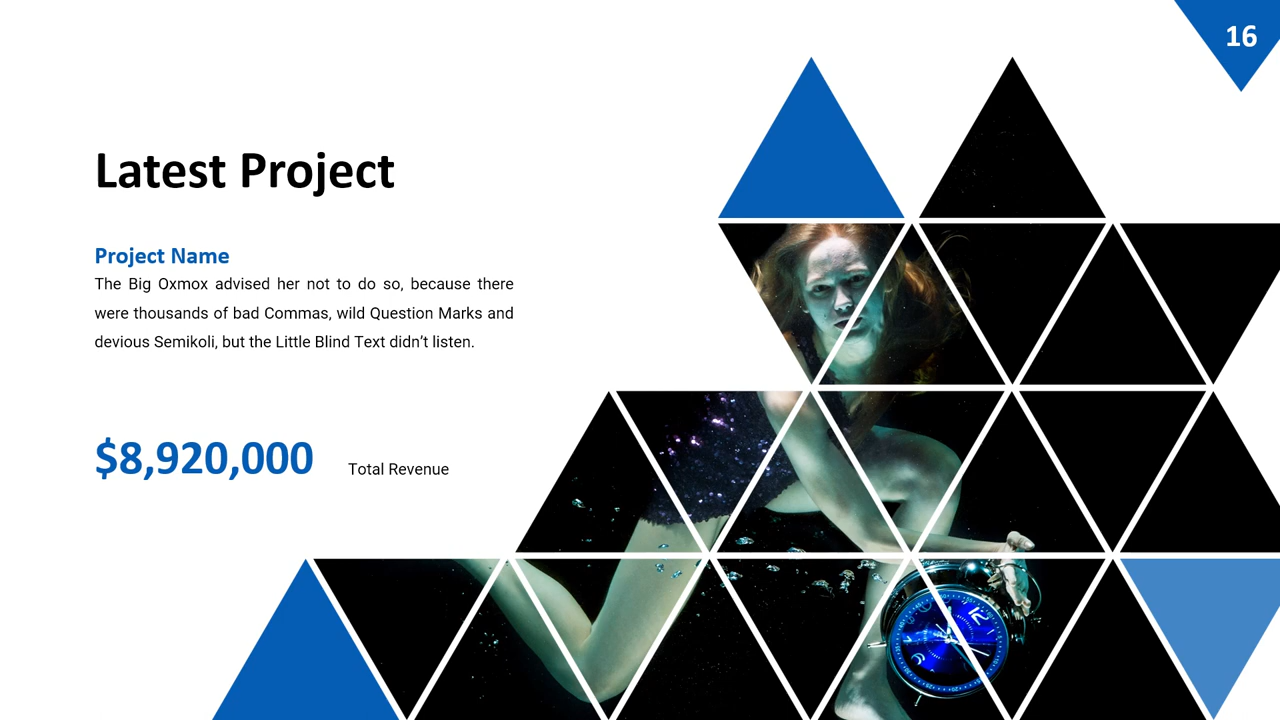 16
Latest Project
Project Name
The Big Oxmox advised her not to do so, because there
were thousands of bad Commas, wild Question Marks and
devious Semikoli, but the Little Blind Text didn’t listen.
$8,920,000
Total Revenue
12